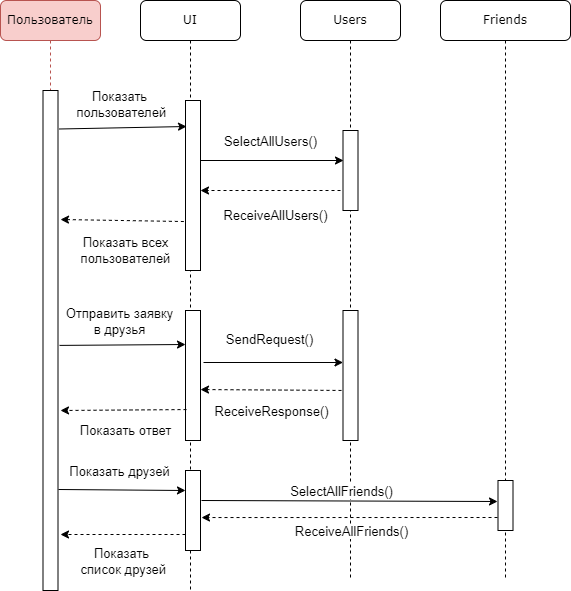 Пользователь
UI
Users
Friends
Показать
пользователей
SelectAllUsers()
ReceiveAllUsers()
Показать всех
пользователей
Отправить заявку
в друзья
SendRequest()
ReceiveResponse()
Показать ответ
Показать друзей
SelectAllFriends()
ReceiveAllFriends()
Показать
список друзей